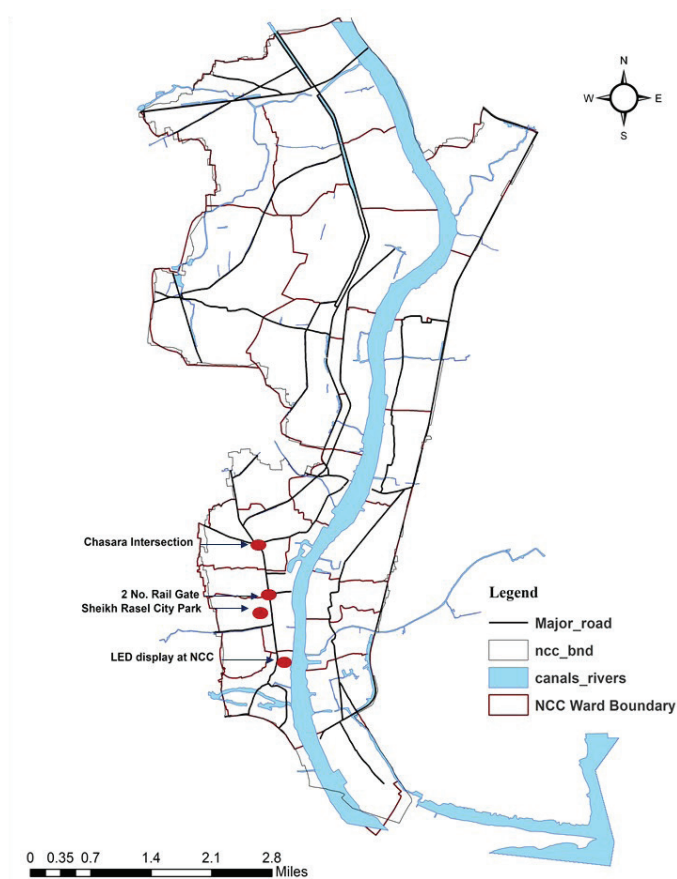 N
W E
S
Chasara Intersection
2 No. Rail Gate
Sheikh Rasel City Park
LED display at NCC
Legend
Major_road
ncc_bnd
canals_rivers
NCC Ward Boundary
0 0.35 0.7 1.4 2.1 2.8
Miles